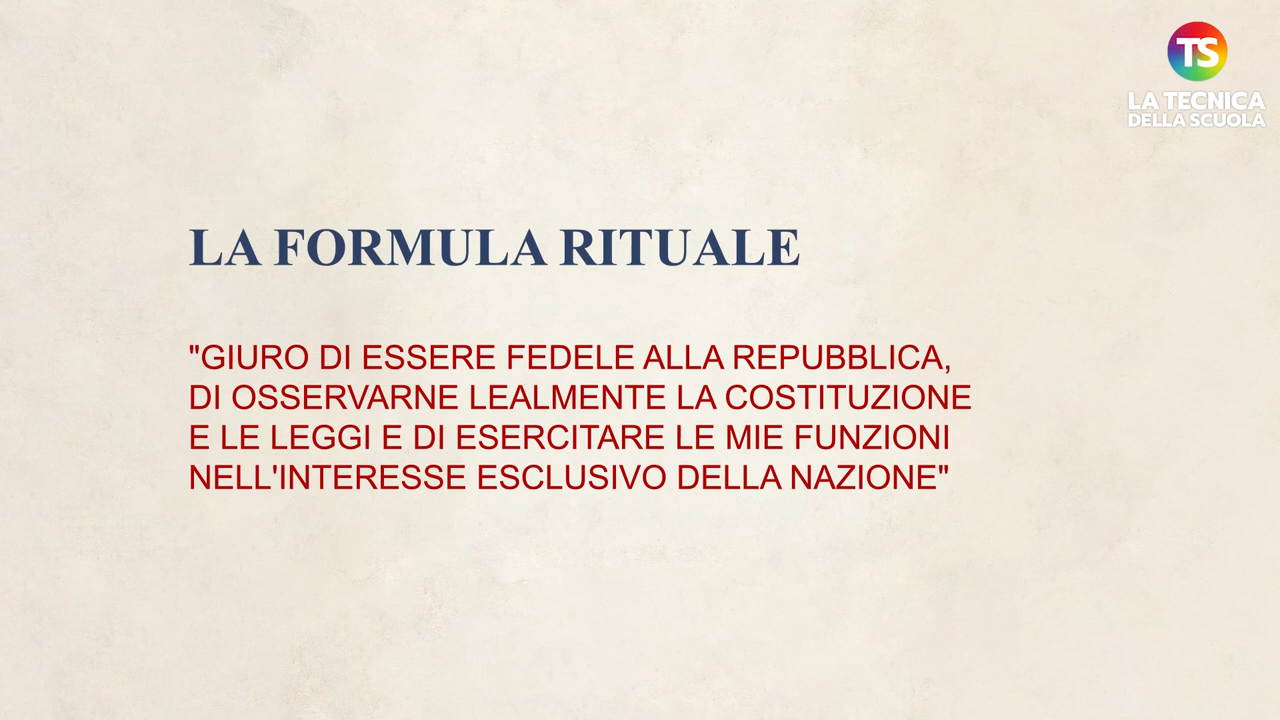 TS
LA TECNICA
DELLA SCUOLA
LA FORMULA RITUALE
"GIURO DI ESSERE FEDELE ALLA REPUBBLICA,
DI OSSERVARNE LEALMENTE LA COSTITUZIONE
E LE LEGGI E DI ESERCITARE LE MIE FUNZIONI
NELL'INTERESSE ESCLUSIVO DELLA NAZIONE"